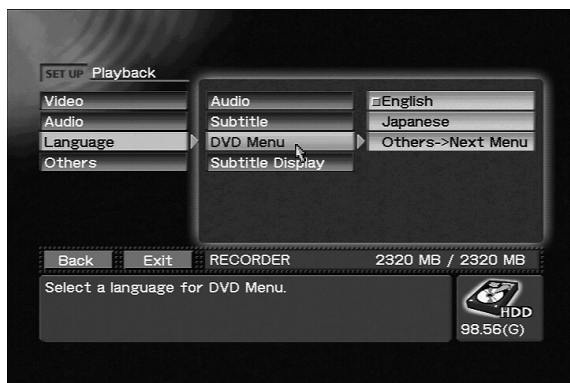 SET UP Playback
Video
Audio
Language
Others
Audio
Subtitle
DVD Menu
Subtitle Display
English
Japanese
Others->Next Menu
Back Exit RECORDER 2320 MB / 2320 MB
Select a language for DVD Menu.
HDD
98.56(G)